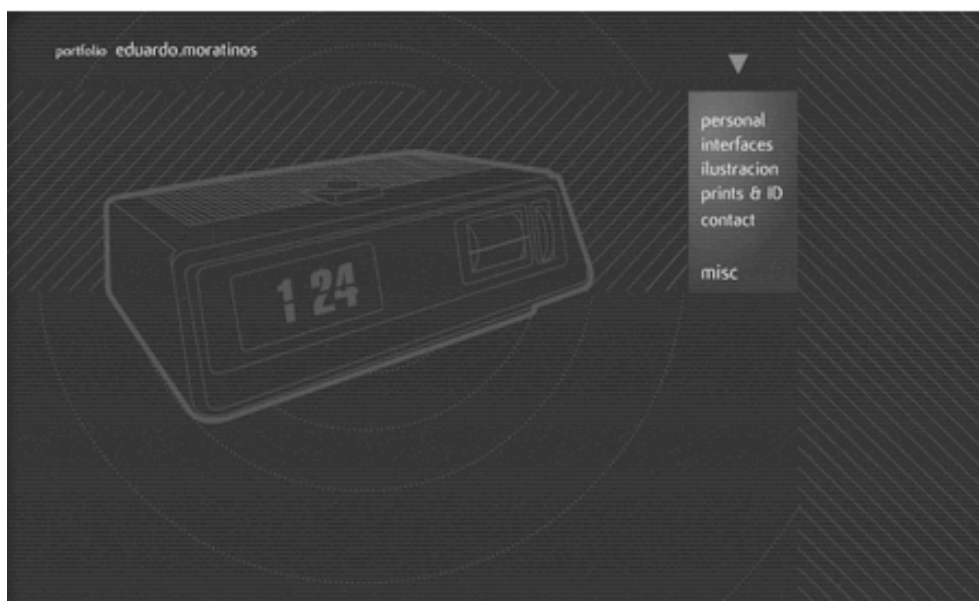 portfolio eduardo.moratinos
personal
interfaces
ilustracion
prints & ID
contact
misc
1 24